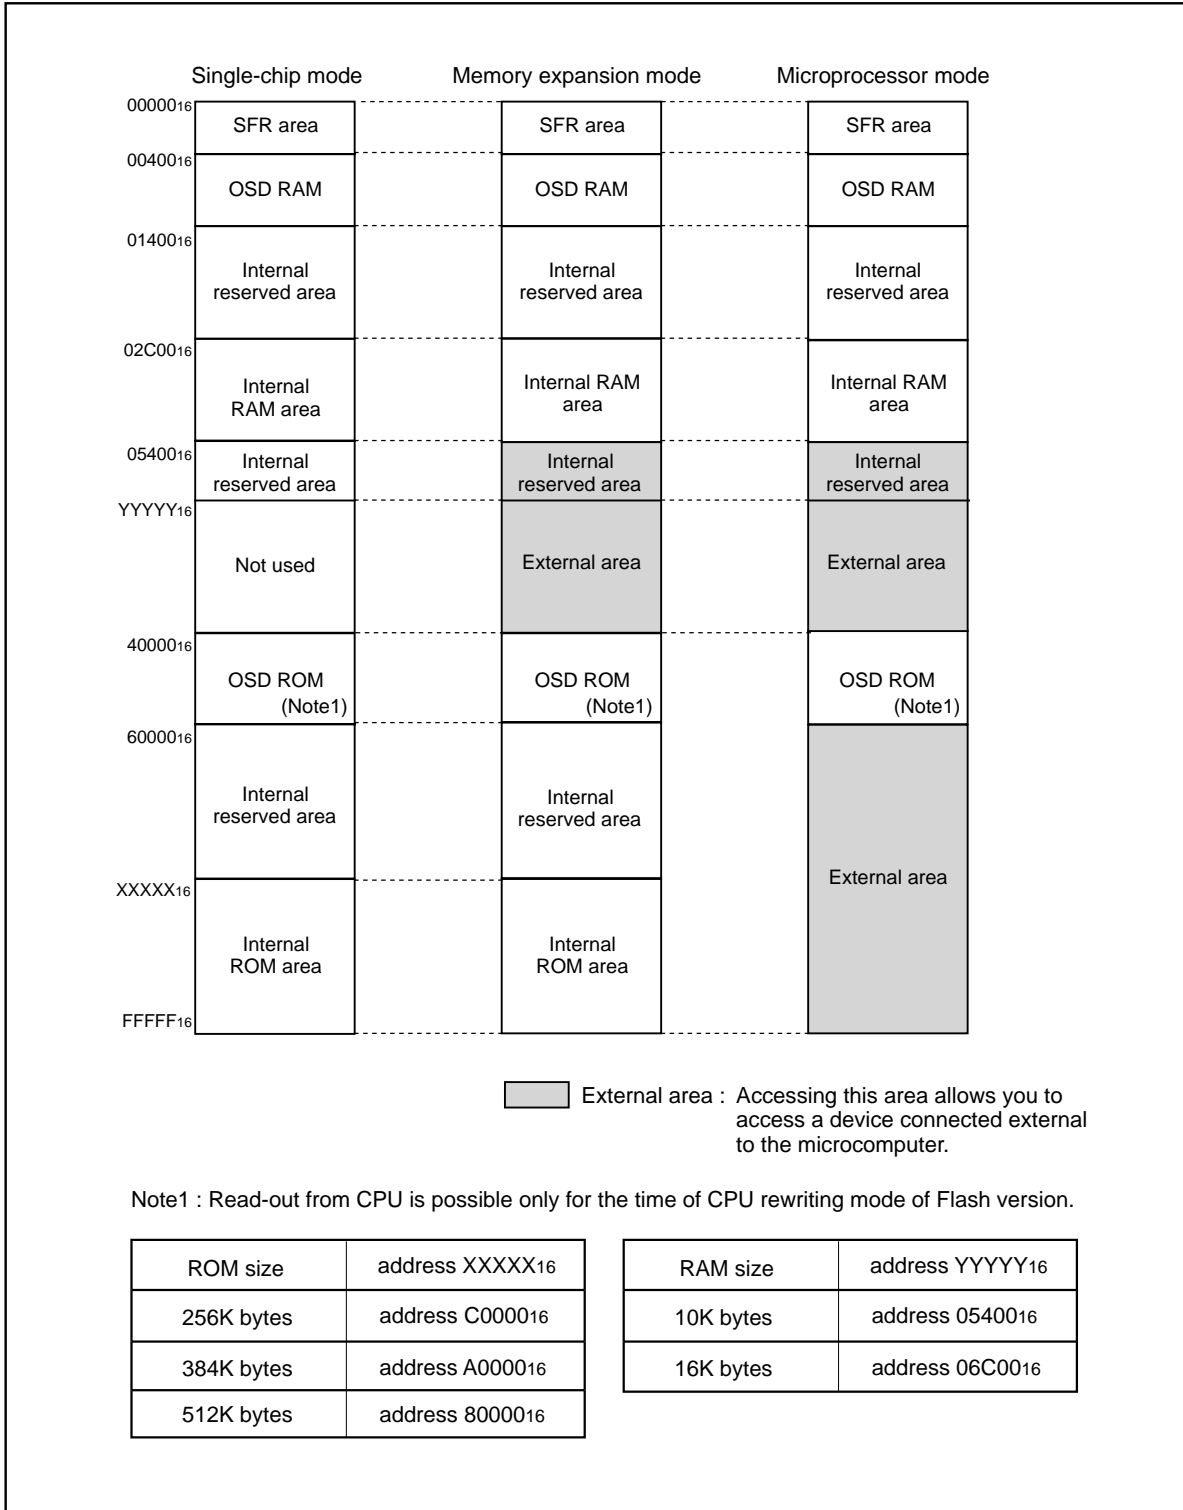 Single-chip mode
Memory expansion mode
Microprocessor mode
0000016
SFR area
SFR area
SFR area
0040016
OSD RAM
OSD RAM
OSD RAM
0140016
Internal
reserved area
Internal
reserved area
Internal
reserved area
02C0016
Internal
RAM area
Internal RAM
area
Internal RAM
area
0540016
Internal
reserved area
Internal
reserved area
Internal
reserved area
YYYYY16
Not used
External area
External area
4000016
OSD ROM
(Note1)
OSD ROM
(Note1)
OSD ROM
(Note1)
6000016
Internal
reserved area
Internal
reserved area
External area
XXXXX16
Internal
ROM area
Internal
ROM area
FFFFF16
External area : Accessing this area allows you to
access a device connected external
to the microcomputer.
Note1 : Read-out from CPU is possible only for the time of CPU rewriting mode of Flash version.
ROM size address XXXXX16
256K bytes address C000016
384K bytes address A000016
512K bytes address 8000016
RAM size address YYYYY16
10K bytes address 0540016
16K bytes address 06C0016